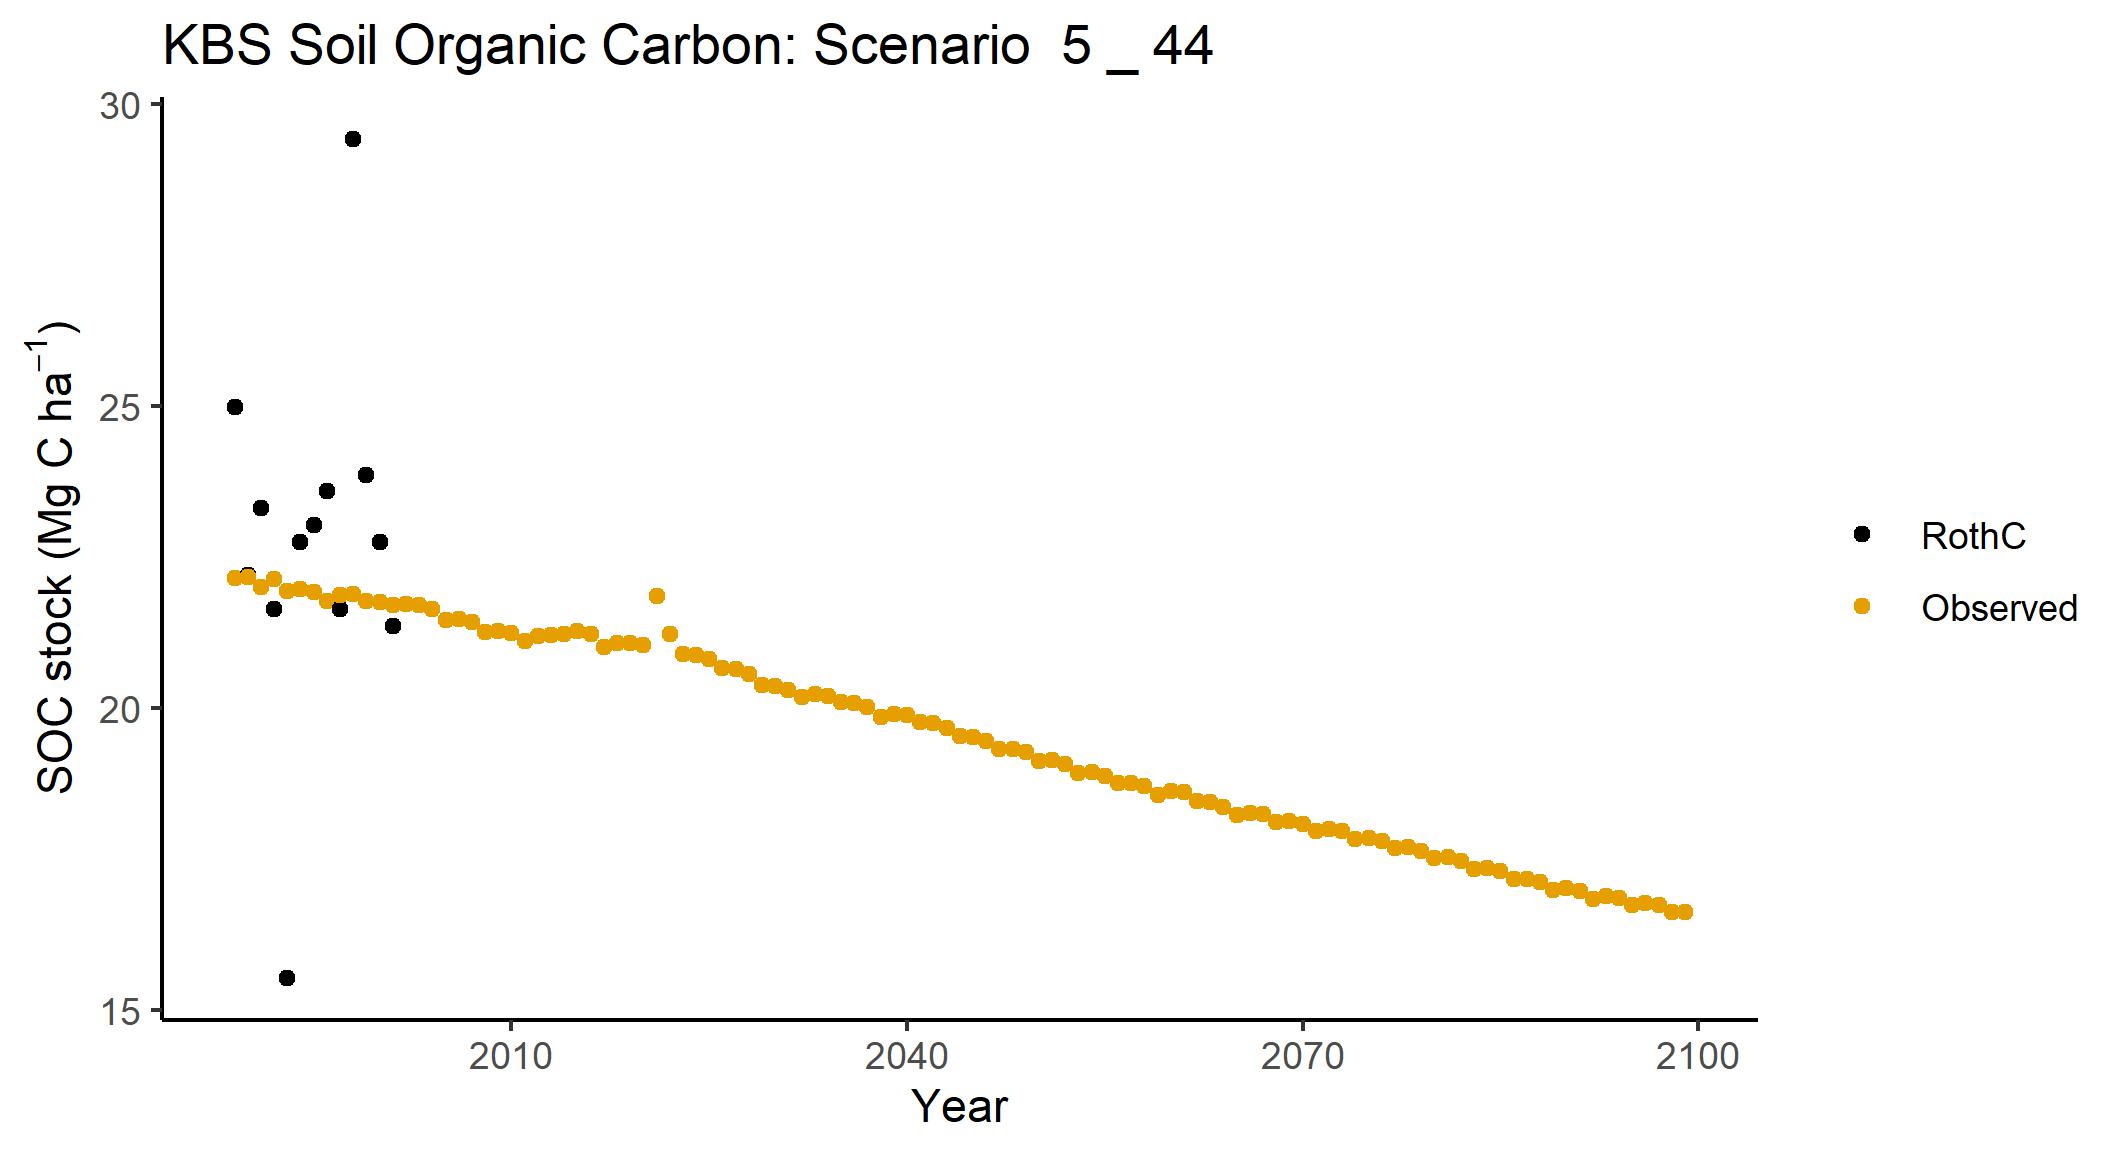 KBS Soil Organic Carbon: Scenario  5 _ 44
30
25
20
15
SOC stock (Mg C ha⁻¹)
2010
2040
2070
2100
Year
RothC
Observed